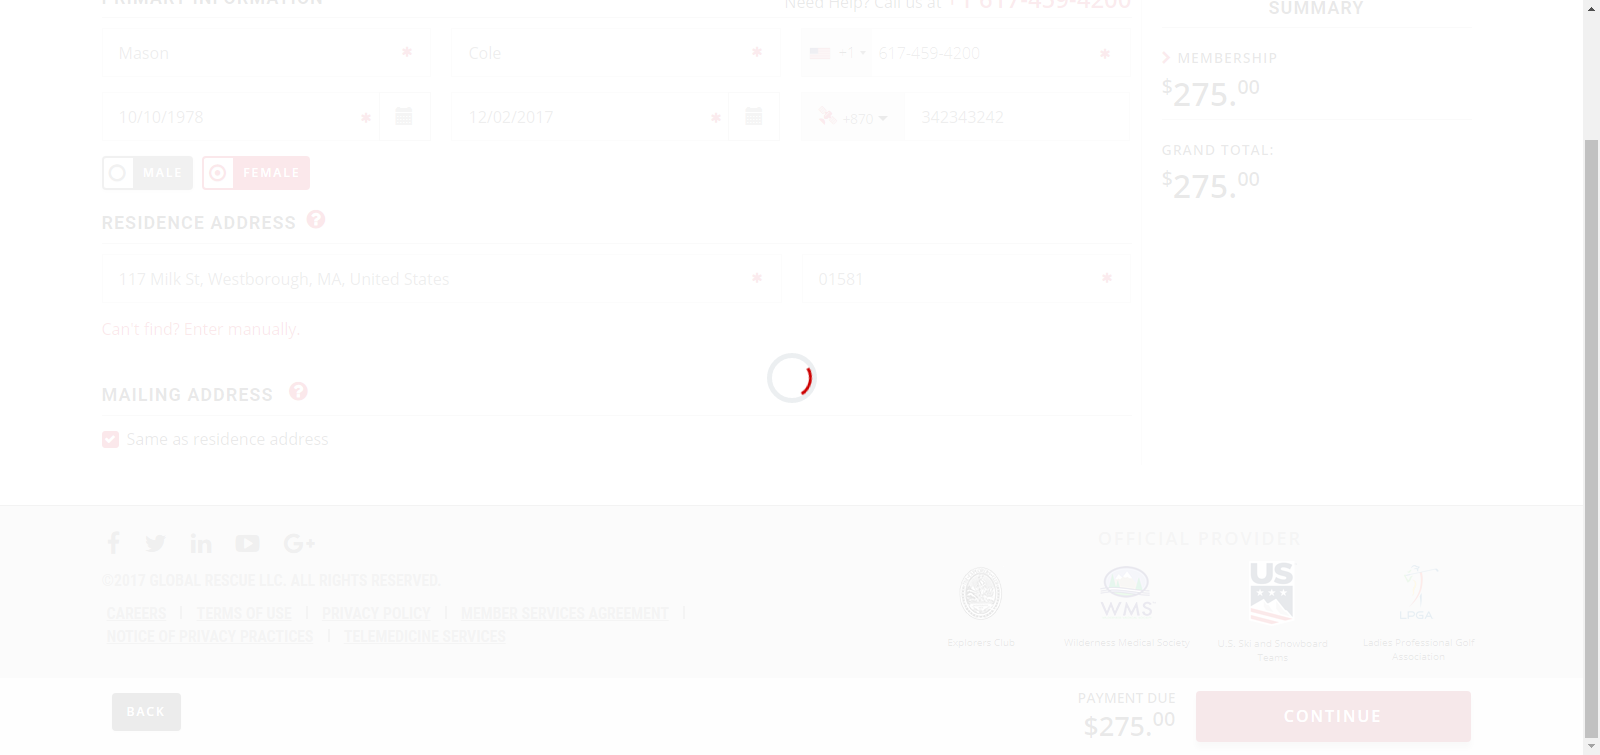 PRIMARY INFORMATION
Need Help? Call us at +1 617-459-4200
Mason
Cole
+1
617-459-4200
10/10/1978
12/02/2017
+870
342343242
MALE
FEMALE
RESIDENCE ADDRESS
117 Milk St, Westborough, MA, United States
01581
Can't find? Enter manually.
MAILING ADDRESS
Same as residence address
SUMMARY
MEMBERSHIP
$275.00
GRAND TOTAL:
$275.00
©2017 GLOBAL RESCUE LLC. ALL RIGHTS RESERVED.
CAREERS | TERMS OF USE | PRIVACY POLICY | MEMBER SERVICES AGREEMENT |
NOTICE OF PRIVACY PRACTICES | TELEMEDICINE SERVICES
OFFICIAL PROVIDER
WMS
US
LPGA
Explorers Club
Wilderness Medical Society
U.S. Ski and Snowboard
Teams
Ladies Professional Golf
Association
BACK
PAYMENT DUE
$275.00
CONTINUE